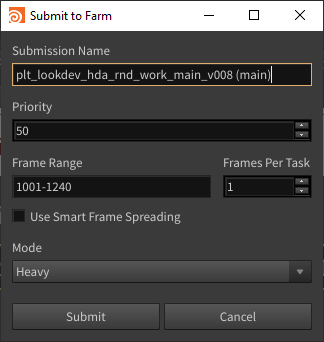 Submit to Farm
Submission Name
plt_lookdev_hda_rnd_work_main_v008 (main)
Priority
50
Frame Range
Frames Per Task
1001-1240
1
Use Smart Frame Spreading
Mode
Heavy
Submit
Cancel